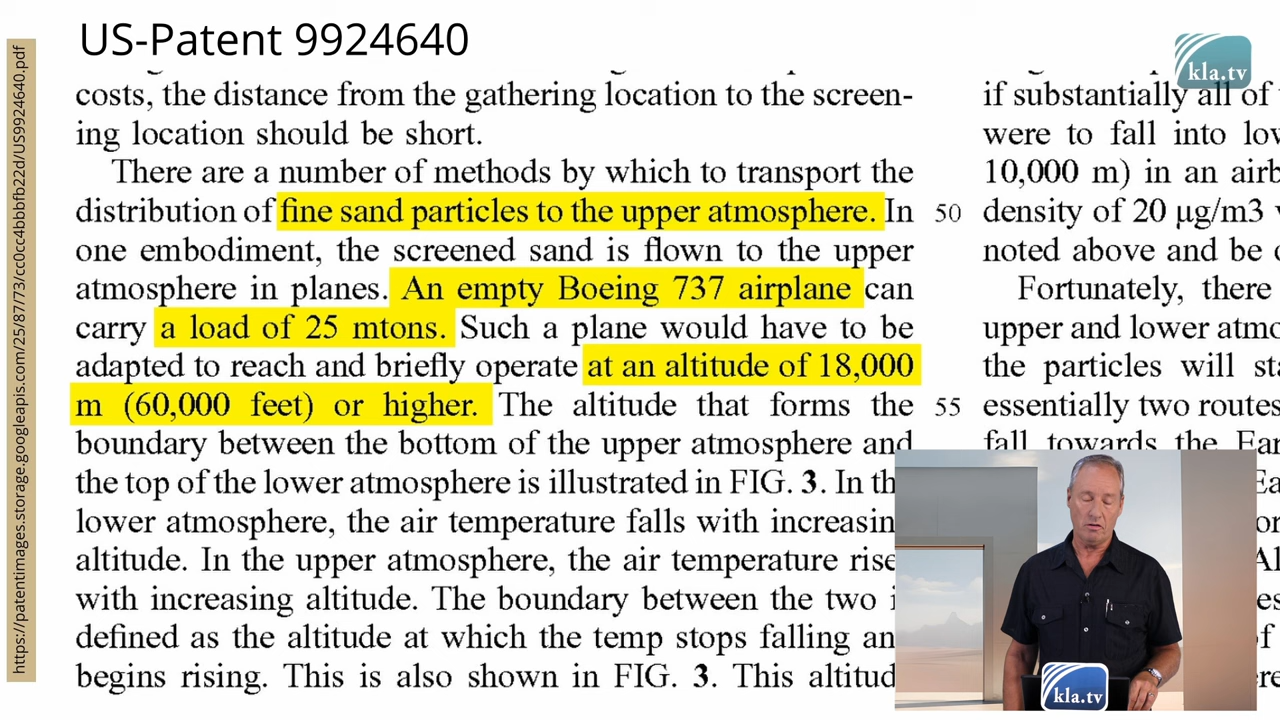 US-Patent 9924640
kla.tv
https://patentimages.storage.googleapis.com/25/87/73/cc0cc4bbbfb22d/US9924640.pdf
costs, the distance from the gathering location to the screen-
ing location should be short.
There are a number of methods by which to transport the
distribution of fine sand particles to the upper atmosphere. In
one embodiment, the screened sand is flown to the upper
atmosphere in planes. An empty Boeing 737 airplane can
carry a load of 25 mtons. Such a plane would have to be
adapted to reach and briefly operate at an altitude of 18,000
m (60,000 feet) or higher. The altitude that forms the
boundary between the bottom of the upper atmosphere and
the top of the lower atmosphere is illustrated in FIG. 3. In
lower atmosphere, the air temperature falls with
altitude. In the upper atmosphere, the air temperature
with increasing altitude. The boundary between the two
defined as the altitude at which the temp stops falling
begins rising. This is also shown in FIG. 3. This
50
55
if substantially all of
were to fall into
10,000 m) in an
density of 20 µg/m3
noted above and be
Fortunately, there
upper and lower
the particles will
essentially two routes
fall towards the
kla.tv